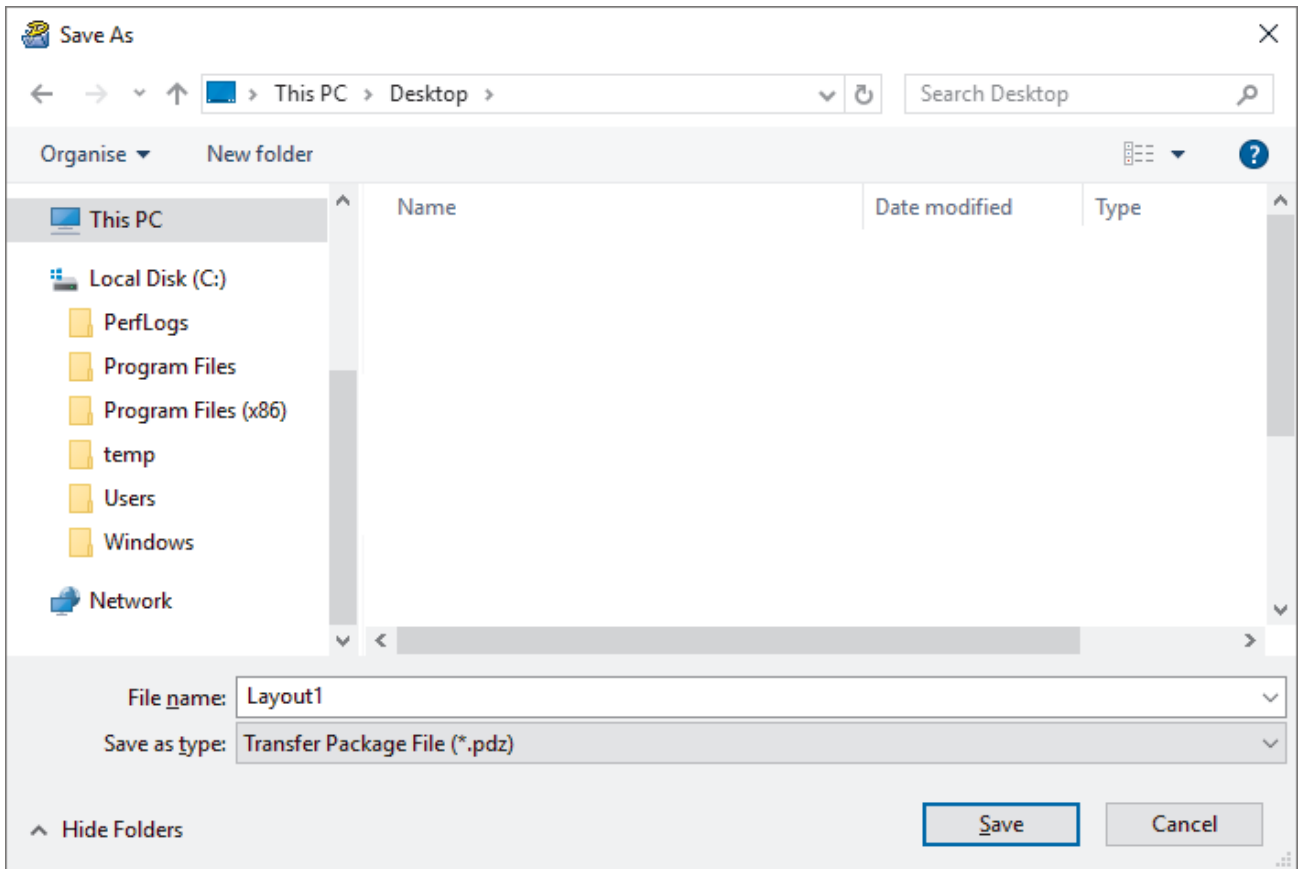 Save As
This PC > Desktop >
Search Desktop
Organise
New folder
Name
Date modified
Type
This PC
Local Disk (C:)
PerfLogs
Program Files
Program Files (x86)
temp
Users
Windows
Network
File name: Layout1
Save as type: Transfer Package File (*.pdz)
Hide Folders
Save
Cancel